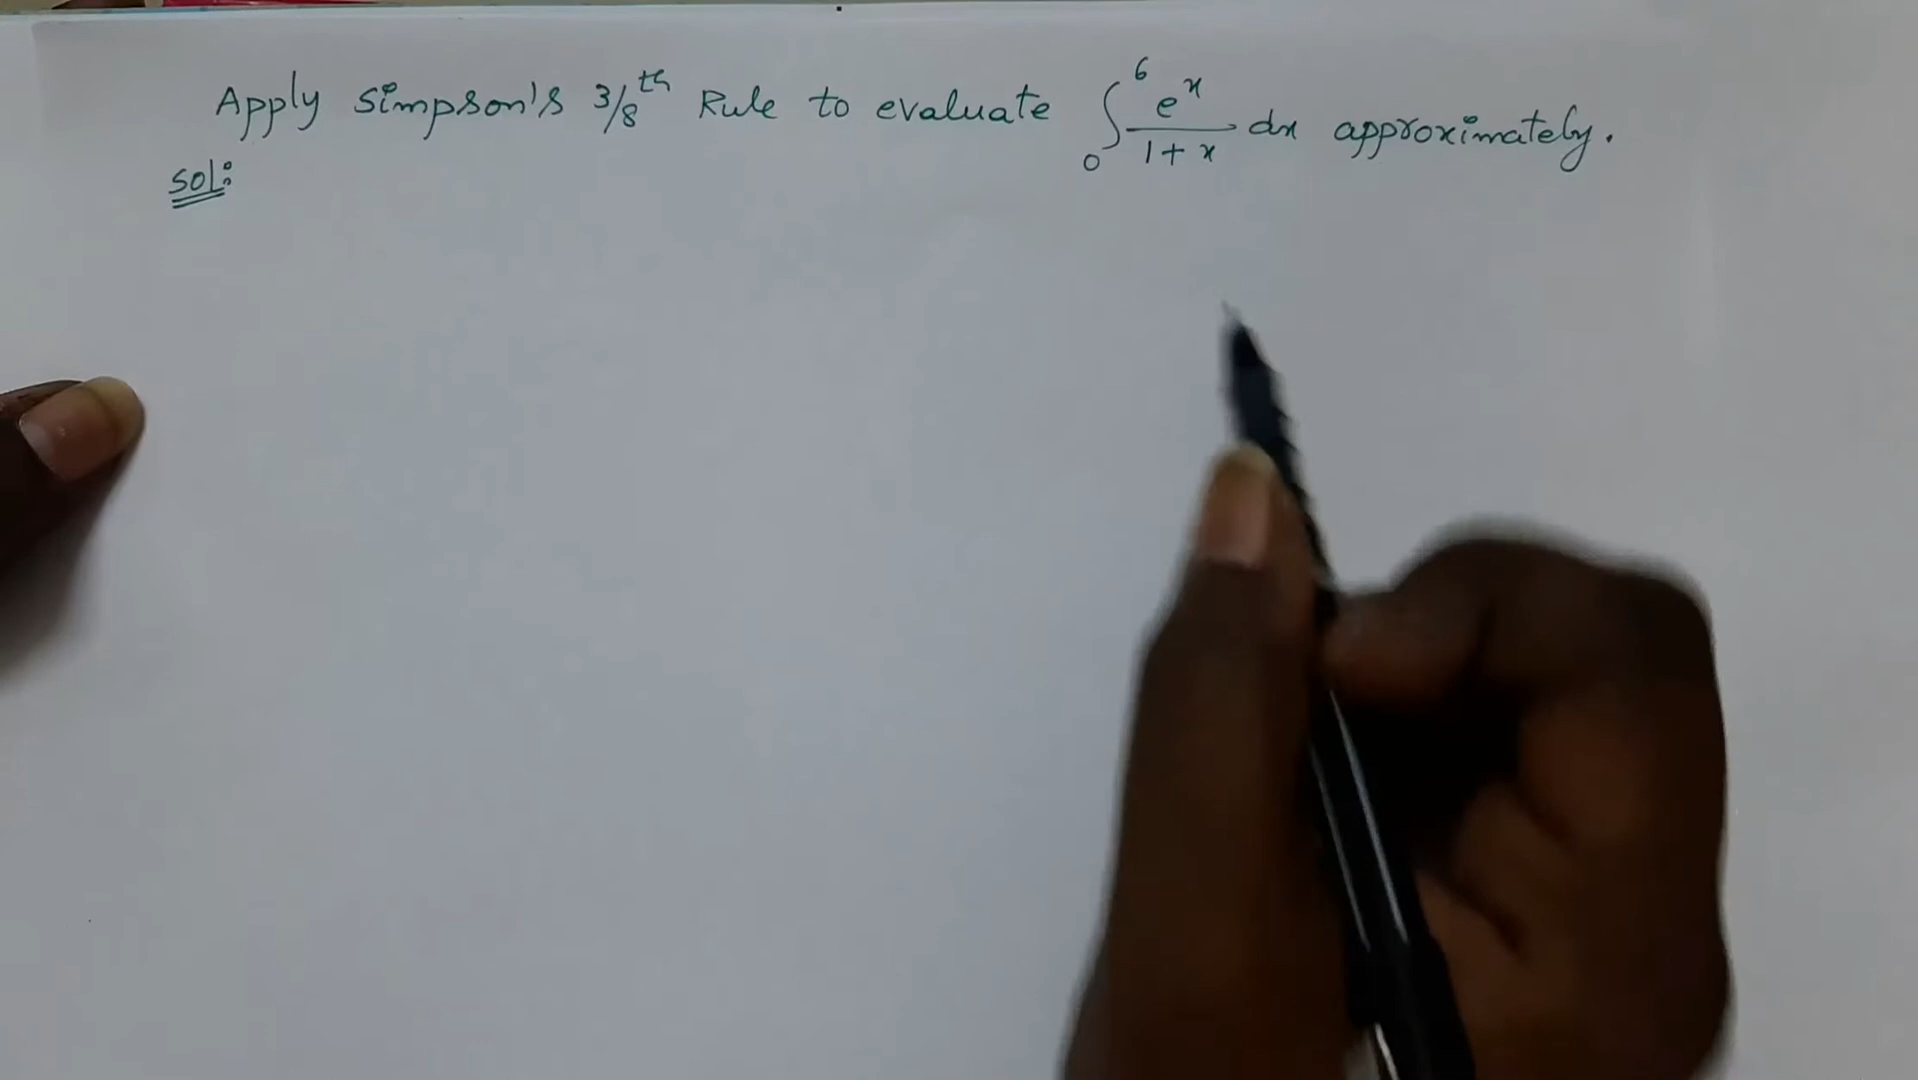 Apply Simpson's 3/8th Rule to evaluate ∫₀⁶ eˣ/(1+x) dx approximately.
Sol: